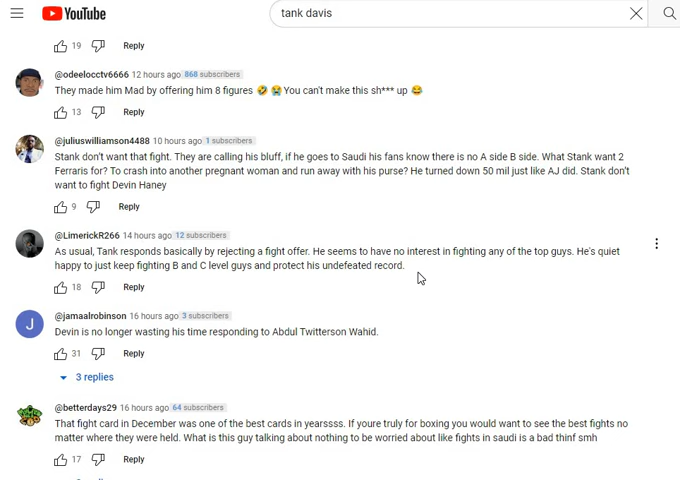 YouTube
tank davis
19 Reply
@odeelocctv6666 12 hours ago 868 subscribers
They made him Mad by offering him 8 figures 🤣 😭 You can't make this sh*** up 😂
13 Reply
@juliuswilliamson4488 10 hours ago 1 subscribers
Stank don't want that fight. They are calling his bluff, if he goes to Saudi his fans know there is no A side B side. What Stank want 2
Ferraris for? To crash into another pregnant woman and run away with his purse? He turned down 50 mil just like AJ did. Stank don't
want to fight Devin Haney
9 Reply
@LimerickR266 14 hours ago 12 subscribers
As usual, Tank responds basically by rejecting a fight offer. He seems to have no interest in fighting any of the top guys. He's quiet
happy to just keep fighting B and C level guys and protect his undefeated record.
18 Reply
J
@jamaalrobinson 16 hours ago 3 subscribers
Devin is no longer wasting his time responding to Abdul Twitterson Wahid.
31 Reply
3 replies
@betterdays29 16 hours ago 64 subscribers
That fight card in December was one of the best cards in yearssss. If youre truly for boxing you would want to see the best fights no
matter where they were held. What is this guy talking about nothing to be worried about like fights in saudi is a bad thinf smh
17 Reply